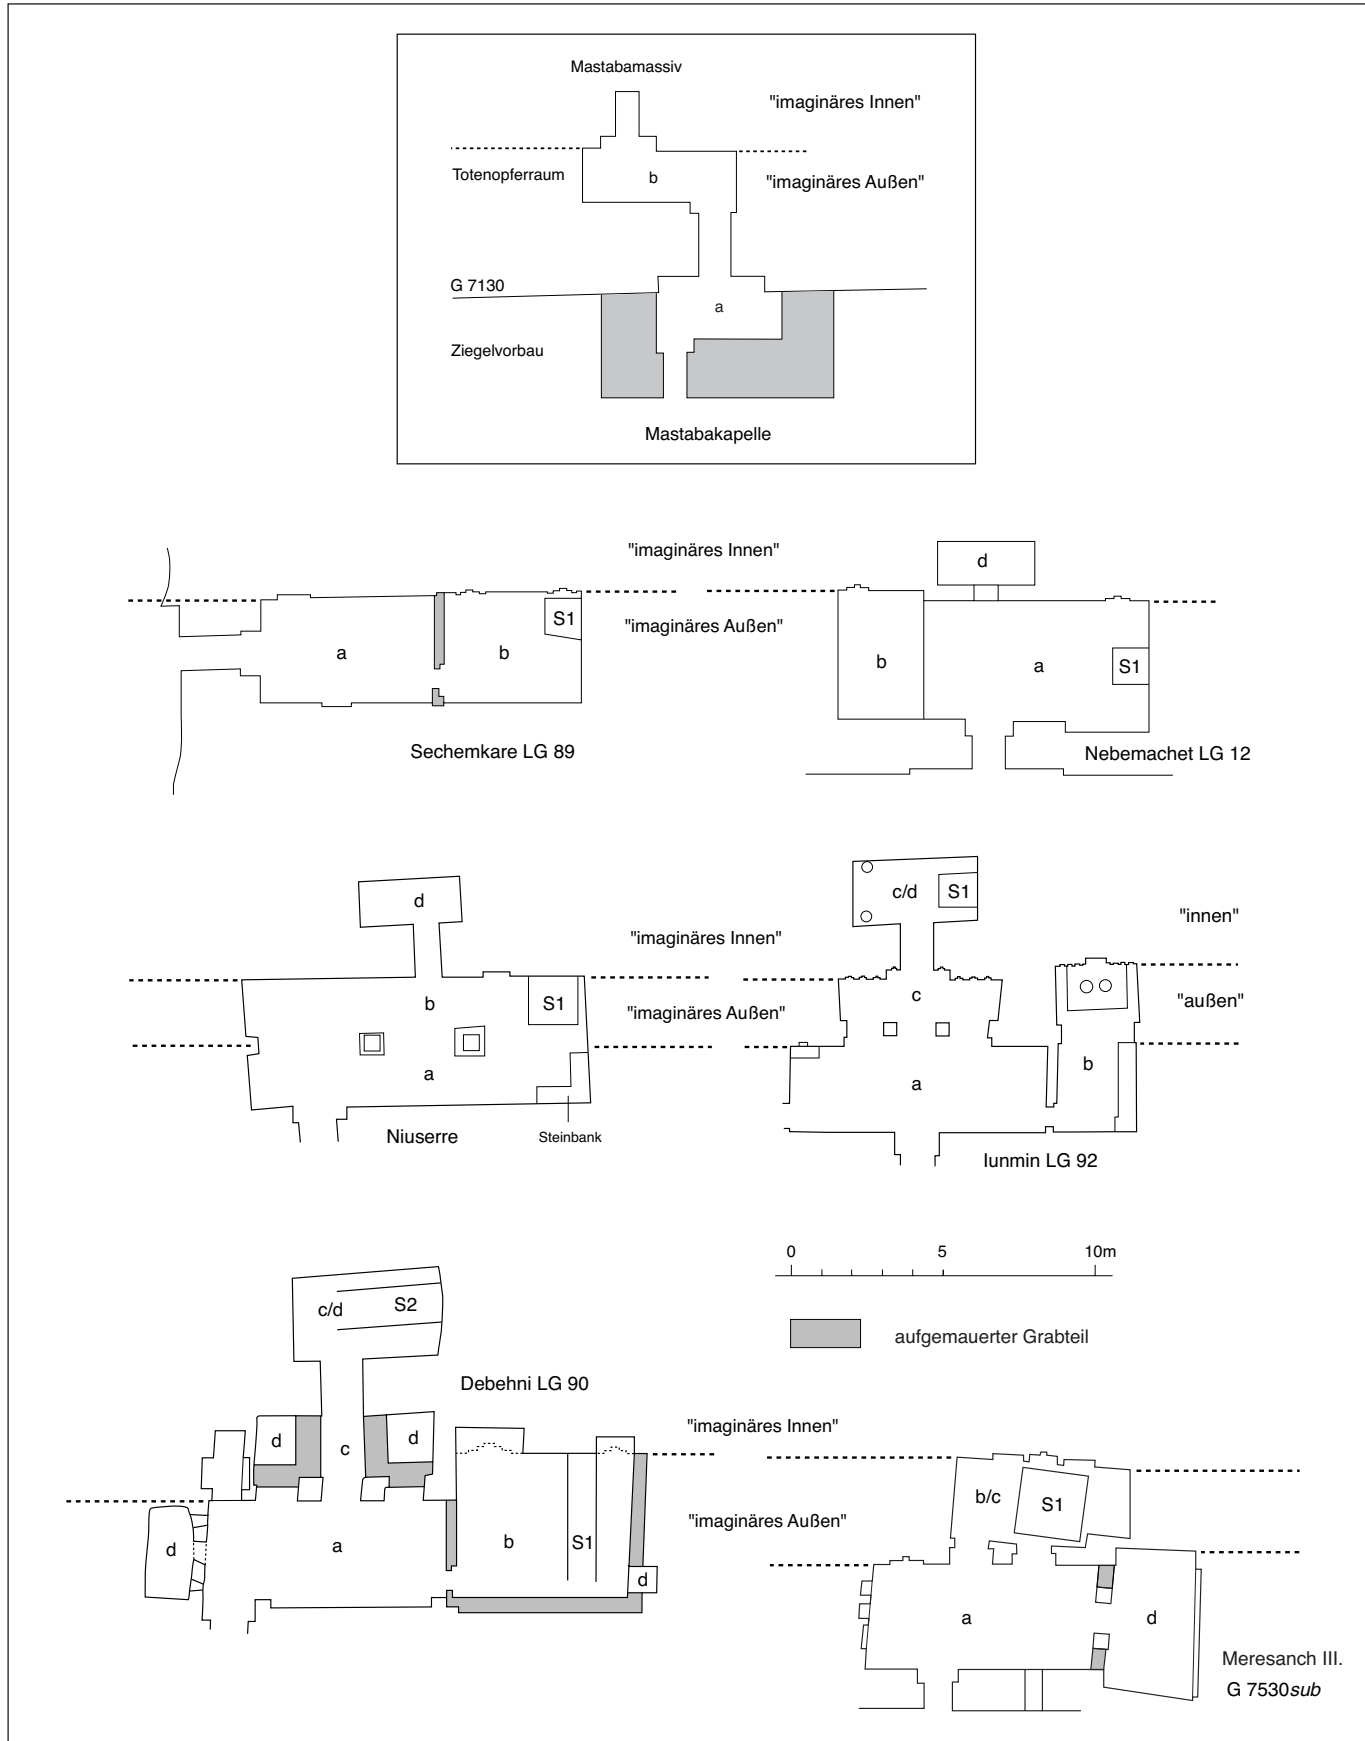 Mastabamassiv
"imaginäres Innen"
Totenopferraum
b
"imaginäres Außen"
G 7130
a
Ziegelvorbau
Mastabakapelle
"imaginäres Innen"
d
S1
"imaginäres Außen"
a
b
b
a
S1
Sechemkare LG 89
Nebemachet LG 12
d
c/d
S1
"innen"
"imaginäres Innen"
b
S1
c
"außen"
"imaginäres Außen"
a
a
b
Niuserre
Steinbank
Iunmin LG 92
0
5
10m
c/d
S2
aufgemauerter Grabteil
Debehni LG 90
d
c
d
"imaginäres Innen"
b/c
S1
"imaginäres Außen"
d
a
b
S1
d
a
d
Meresanch III.
G 7530sub